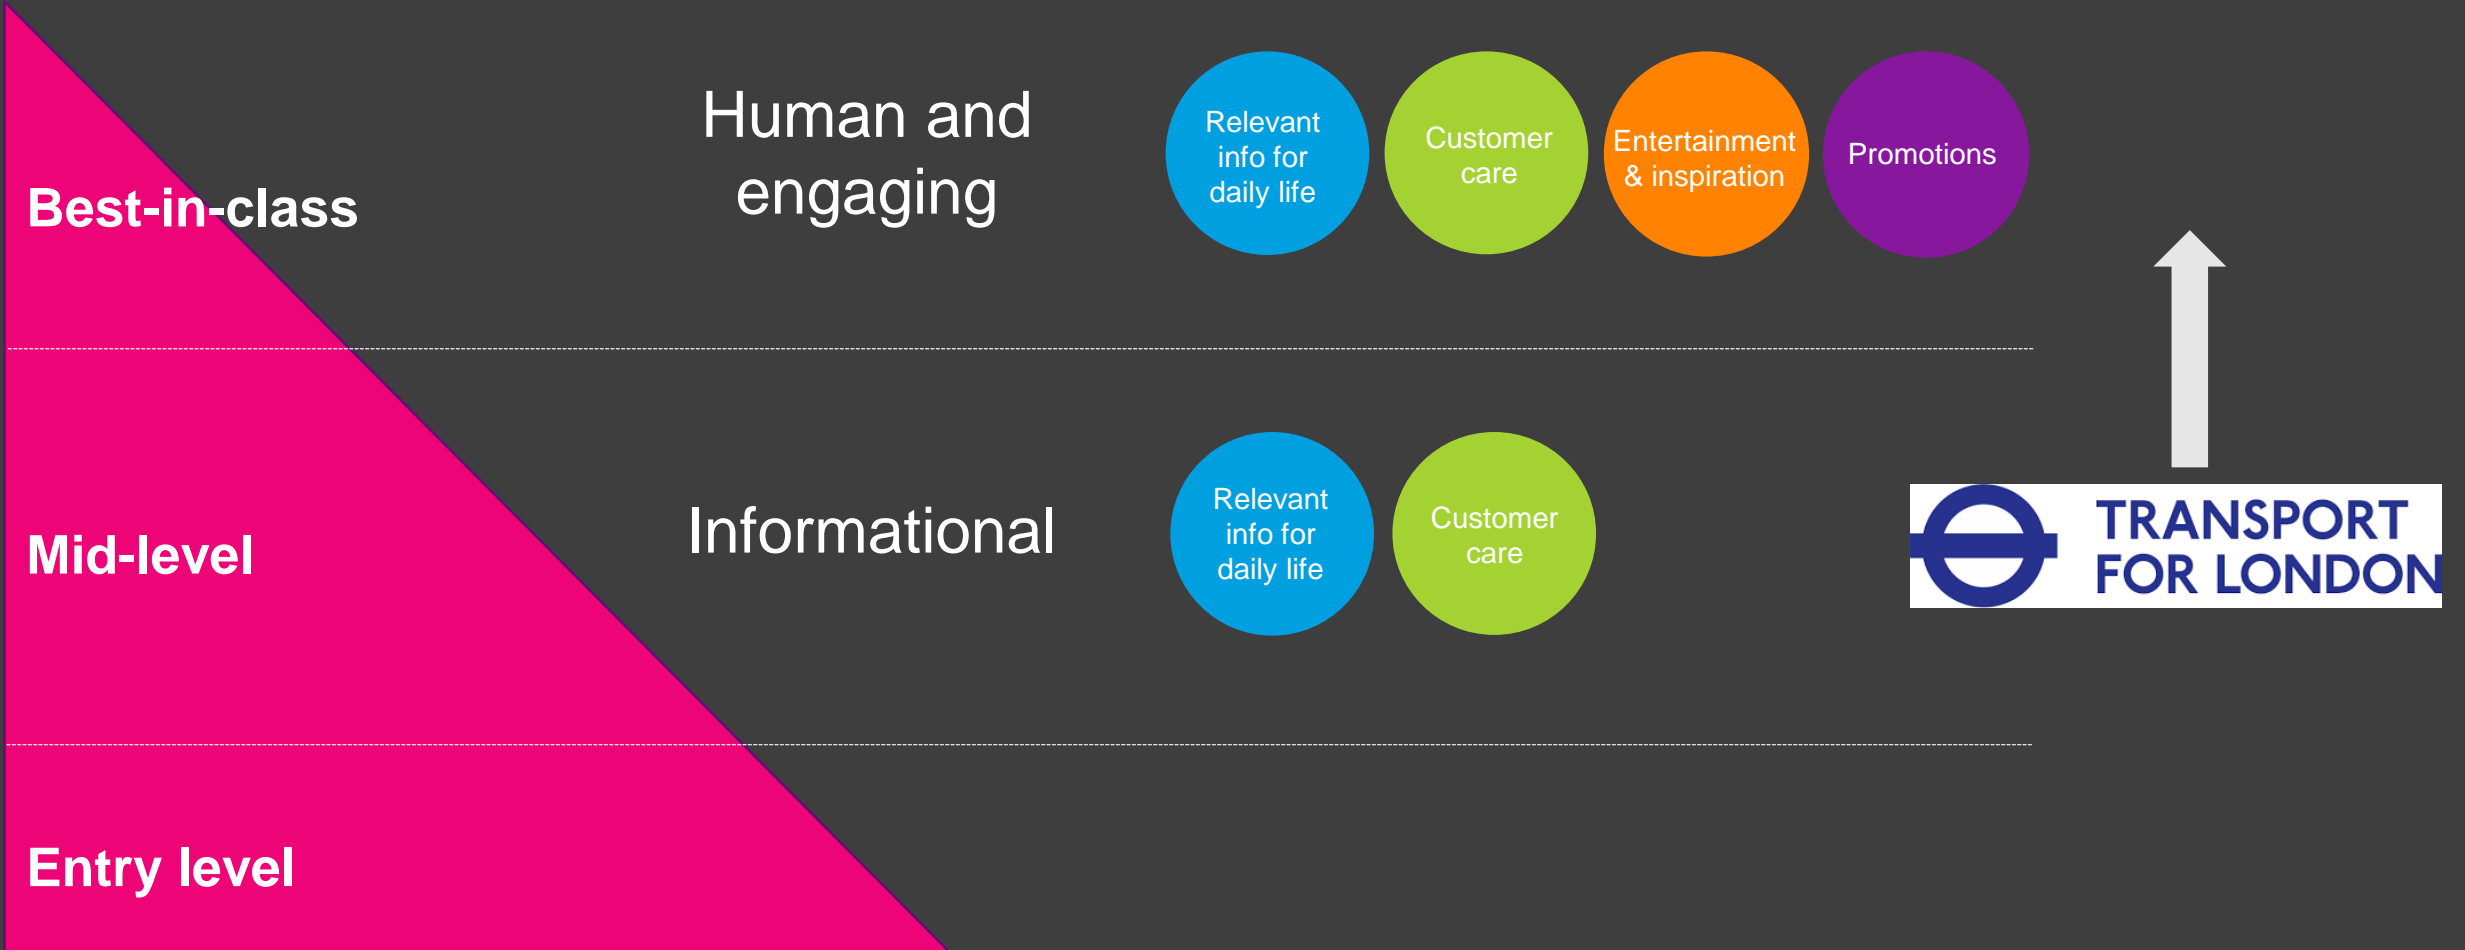 Best-in-class
Human and
engaging
Relevant
info for
daily life
Customer
care
Entertainment
& inspiration
Promotions
Mid-level
Informational
Relevant
info for
daily life
Customer
care
TRANSPORT
FOR LONDON
Entry level